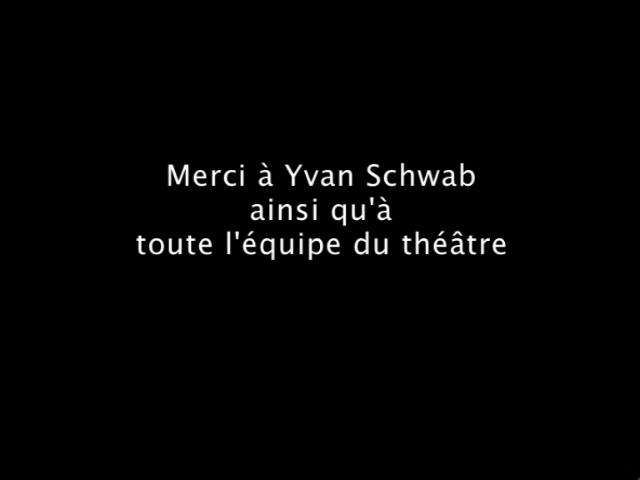 Merci à Yvan Schwab
ainsi qu'à
toute l'équipe du théâtre